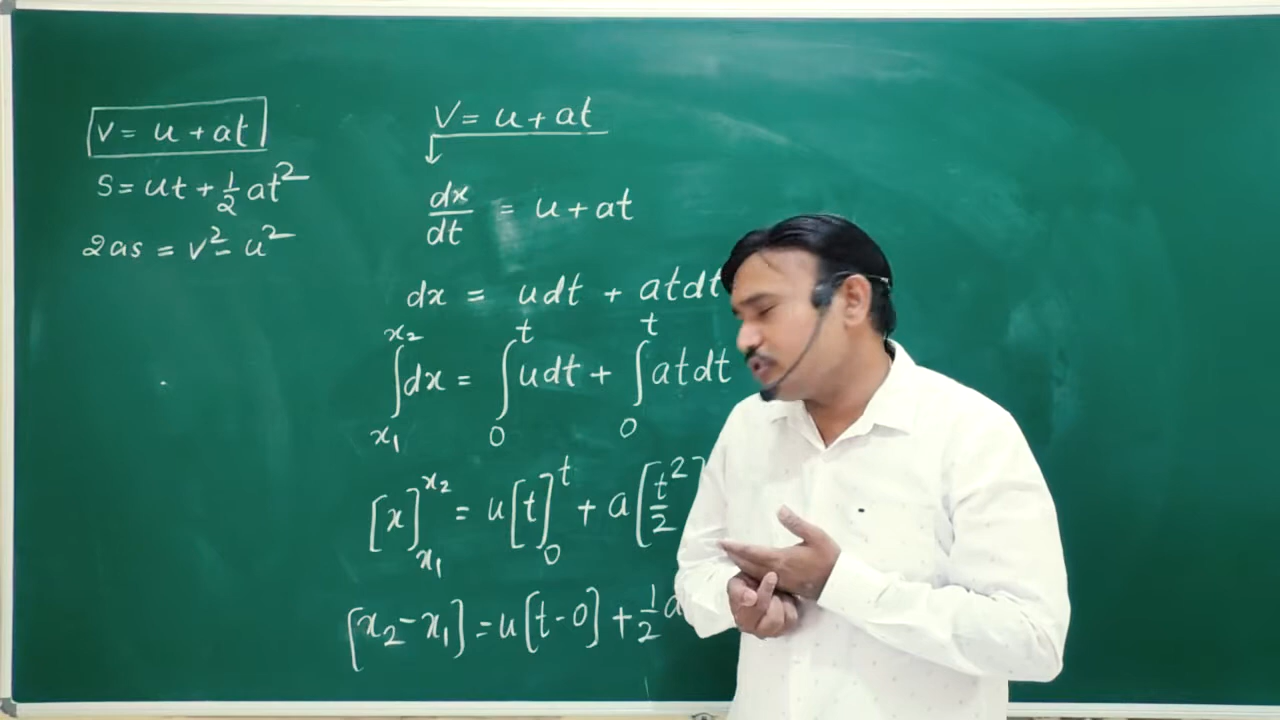 v = u + at
S = ut + 1/2 at²
2as = v² - u²
V = u + at
dx/dt = u + at
dx = udt + atdt
∫_{x₁}^{x₂} dx = ∫_0^t udt + ∫_0^t atdt
[x]_{x₁}^{x₂} = u[t]_0^t + a[t²/2]
[x₂ - x₁] = u[t - 0] + 1/2 a